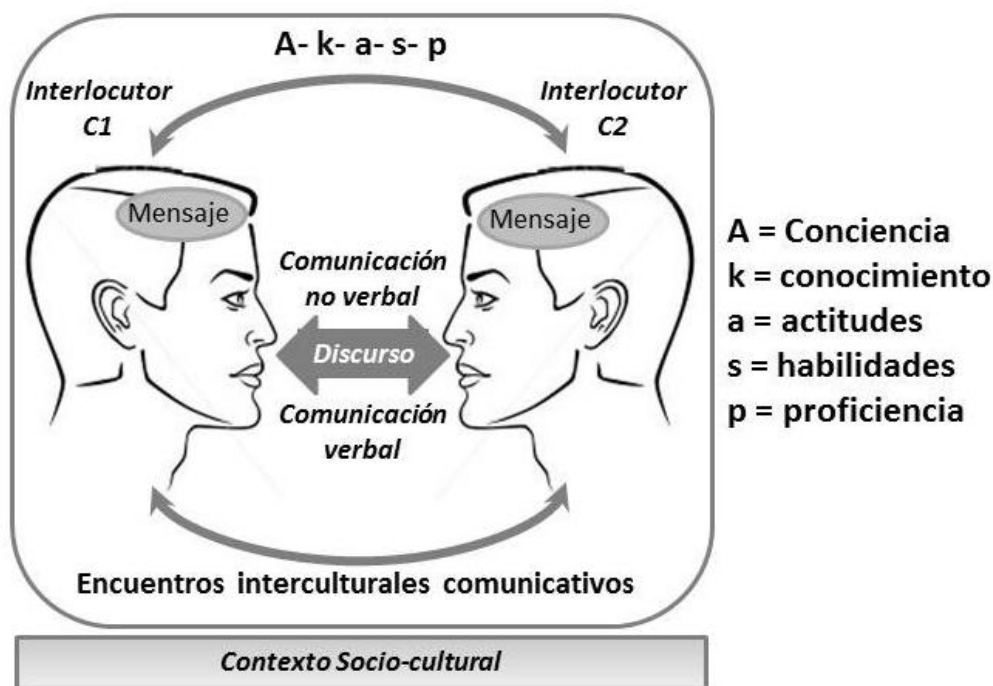 A- k- a- s- p
Interlocutor
C1
Interlocutor
C2
Mensaje
Mensaje
Comunicación
no verbal
Discurso
Comunicación
verbal
Encuentros interculturales comunicativos
Contexto Socio-cultural
A = Conciencia
k = conocimiento
a = actitudes
s = habilidades
p = proficiencia